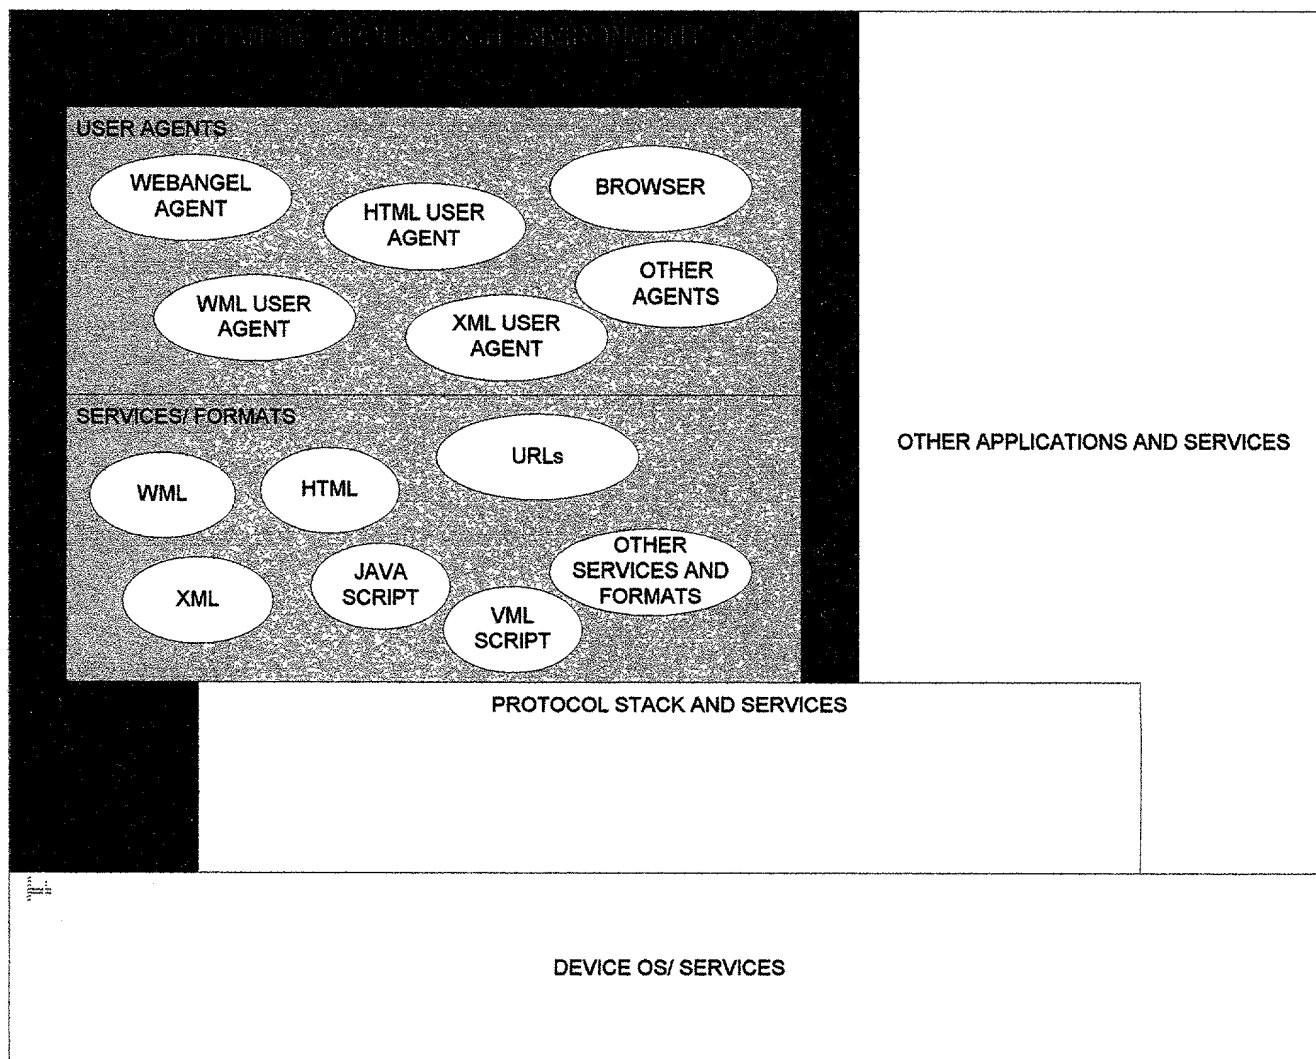 USER AGENTS
WEBANGEL
AGENT
HTML USER
AGENT
BROWSER
WML USER
AGENT
XML USER
AGENT
OTHER
AGENTS
SERVICES/ FORMATS
WML
HTML
URLs
XML
JAVA
SCRIPT
VML
SCRIPT
OTHER
SERVICES AND
FORMATS
OTHER APPLICATIONS AND SERVICES
PROTOCOL STACK AND SERVICES
DEVICE OS/ SERVICES